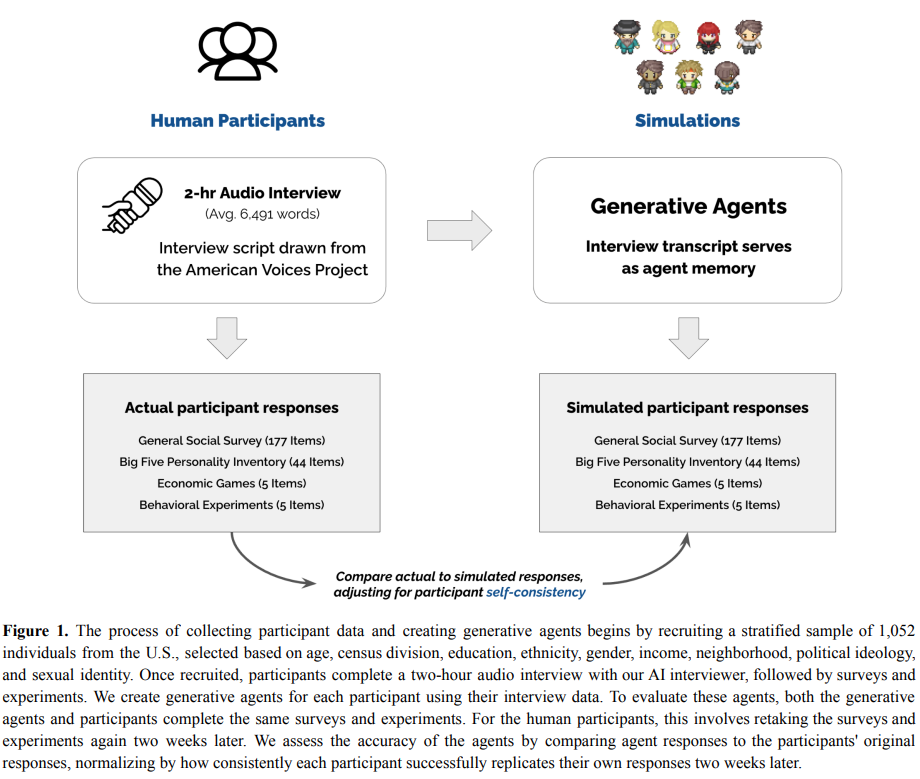 Human Participants
Simulations
2-hr Audio Interview
(Avg. 6,491 words)
Interview script drawn from
the American Voices Project
Generative Agents
Interview transcript serves
as agent memory
Actual participant responses
General Social Survey (177 Items)
Big Five Personality Inventory (44 Items)
Economic Games (5 Items)
Behavioral Experiments (5 Items)
Simulated participant responses
General Social Survey (177 Items)
Big Five Personality Inventory (44 Items)
Economic Games (5 Items)
Behavioral Experiments (5 Items)
Compare actual to simulated responses,
adjusting for participant self-consistency
Figure 1. The process of collecting participant data and creating generative agents begins by recruiting a stratified sample of 1,052
individuals from the U.S., selected based on age, census division, education, ethnicity, gender, income, neighborhood, political ideology,
and sexual identity. Once recruited, participants complete a two-hour audio interview with our AI interviewer, followed by surveys and
experiments. We create generative agents for each participant using their interview data. To evaluate these agents, both the generative
agents and participants complete the same surveys and experiments. For the human participants, this involves retaking the surveys and
experiments again two weeks later. We assess the accuracy of the agents by comparing agent responses to the participants' original
responses, normalizing by how consistently each participant successfully replicates their own responses two weeks later.